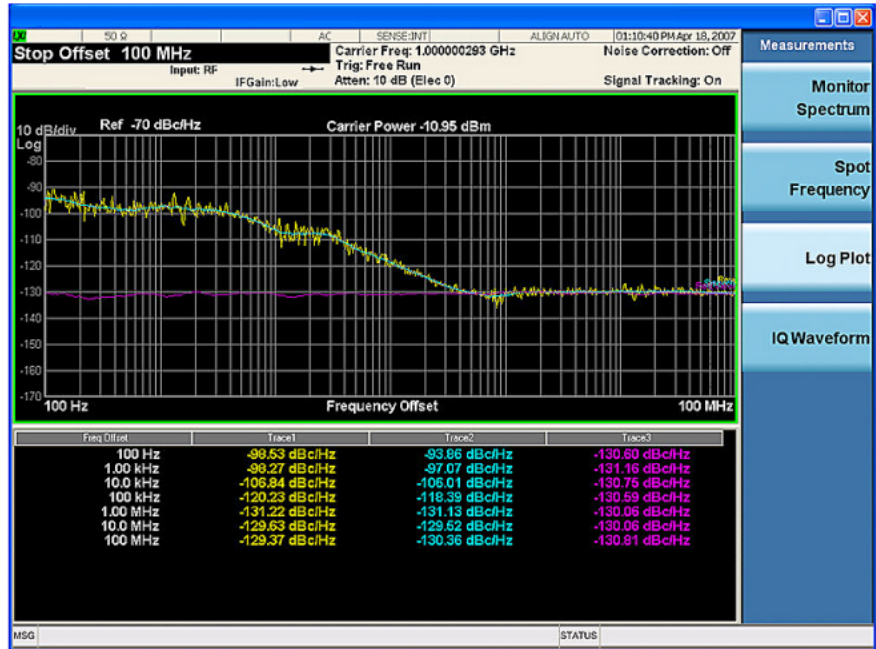 LXI 50 Ω AC SENSE:INT ALIGN AUTO 01:10:40 PM Apr 18, 2007
Stop Offset 100 MHz
Carrier Freq: 1.000000293 GHz
Noise Correction: Off
Input: RF
Trig: Free Run
IFGain:Low
Atten: 10 dB (Elec 0)
Signal Tracking: On
Measurements
Monitor
Spectrum
Spot
Frequency
Log Plot
IQ Waveform
10 dB/div Ref -70 dBc/Hz Carrier Power -10.95 dBm
Log
-80
-90
-100
-110
-120
-130
-140
-150
-160
-170
100 Hz Frequency Offset 100 MHz
Freq Offset Trace1 Trace2 Trace3
100 Hz -98.53 dBc/Hz -93.86 dBc/Hz -130.60 dBc/Hz
1.00 kHz -98.27 dBc/Hz -97.07 dBc/Hz -131.16 dBc/Hz
10.0 kHz -106.84 dBc/Hz -106.01 dBc/Hz -130.75 dBc/Hz
100 kHz -120.23 dBc/Hz -118.39 dBc/Hz -130.59 dBc/Hz
1.00 MHz -131.22 dBc/Hz -131.13 dBc/Hz -130.06 dBc/Hz
10.0 MHz -129.63 dBc/Hz -129.52 dBc/Hz -130.06 dBc/Hz
100 MHz -129.37 dBc/Hz -130.36 dBc/Hz -130.81 dBc/Hz
MSG STATUS